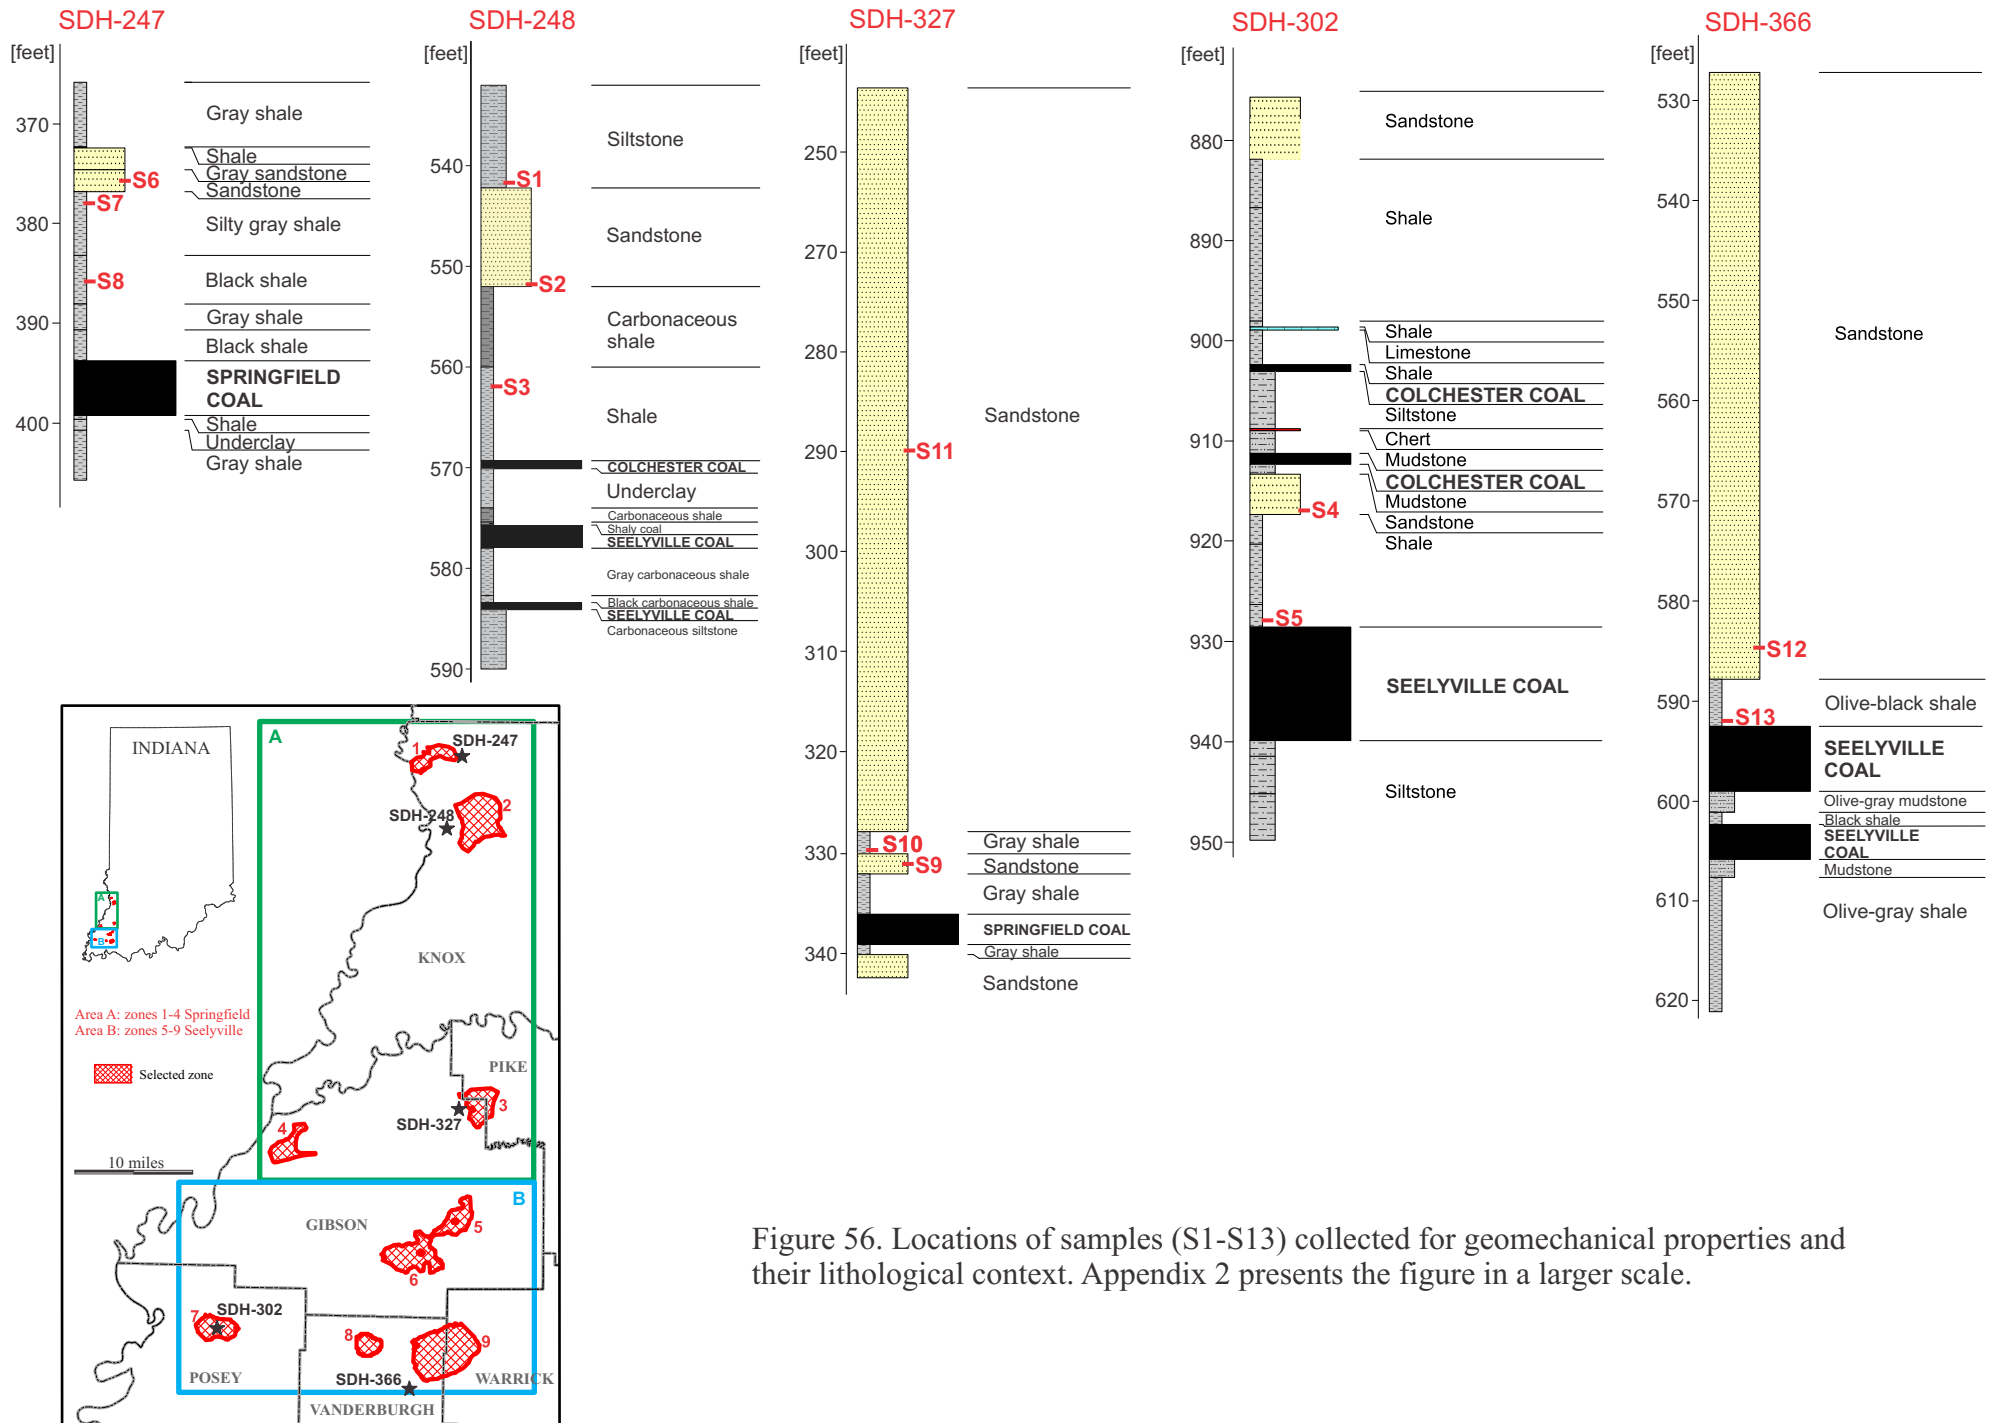 SDH-247
[feet]
370
380
390
400
S6
S7
S8
Gray shale
Shale
Gray sandstone
Sandstone
Silty gray shale
Black shale
Gray shale
Black shale
SPRINGFIELD
COAL
Shale
Underclay
Gray shale
SDH-248
[feet]
540
550
560
570
580
590
S1
S2
S3
Siltstone
Sandstone
Carbonaceous
shale
Shale
COLCHESTER COAL
Underclay
Carbonaceous shale
Shaly coal
SEELYVILLE COAL
Gray carbonaceous shale
Black carbonaceous shale
SEELYVILLE COAL
Carbonaceous siltstone
SDH-327
[feet]
250
270
280
290
300
310
320
330
340
S11
S10
S9
Sandstone
Gray shale
Sandstone
Gray shale
SPRINGFIELD COAL
Gray shale
Sandstone
SDH-302
[feet]
880
890
900
910
920
930
940
950
S4
S5
Sandstone
Shale
Shale
Limestone
Shale
COLCHESTER COAL
Siltstone
Chert
Mudstone
COLCHESTER COAL
Mudstone
Sandstone
Shale
SEELYVILLE COAL
Siltstone
SDH-366
[feet]
530
540
550
560
570
580
590
600
610
620
S12
S13
Sandstone
Olive-black shale
SEELYVILLE
COAL
Olive-gray mudstone
Black shale
SEELYVILLE
COAL
Mudstone
Olive-gray shale
INDIANA
A
B
Area A: zones 1-4 Springfield
Area B: zones 5-9 Seelyville
Selected zone
10 miles
A
1
SDH-247
2
SDH-248
KNOX
PIKE
3
SDH-327
4
B
GIBSON
5
6
7
SDH-302
8
9
POSEY
SDH-366
WARRICK
VANDERBURGH
Figure 56. Locations of samples (S1-S13) collected for geomechanical properties and
their lithological context. Appendix 2 presents the figure in a larger scale.